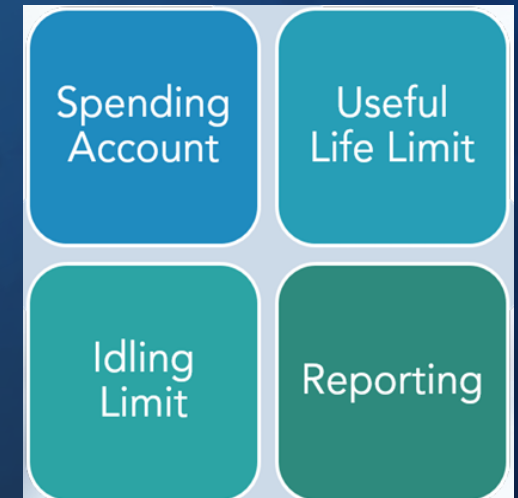 Spending
Account
Useful
Life Limit
Idling
Limit
Reporting